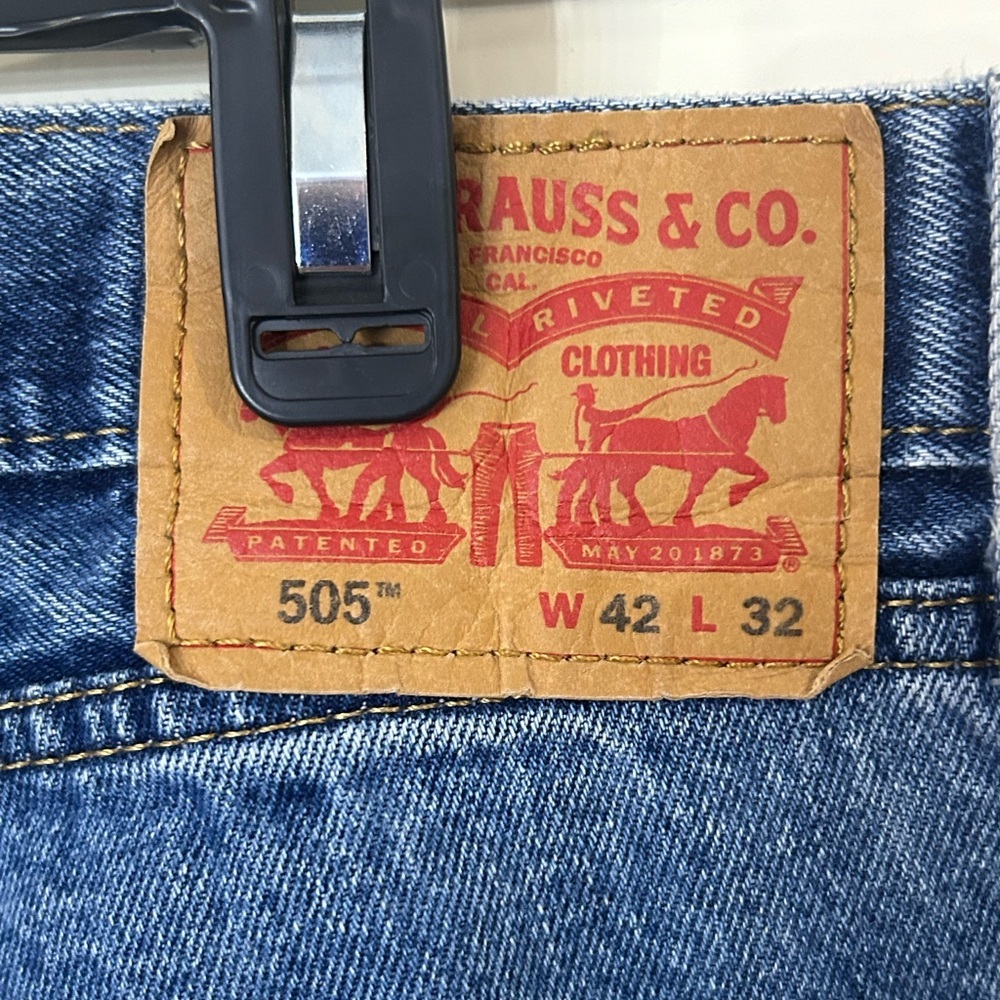 RAUSS & CO.
FRANCISCO
CAL.
L RIVETED
CLOTHING
PATENTED MAY 20 1873 ®
505™ W 42 L 32